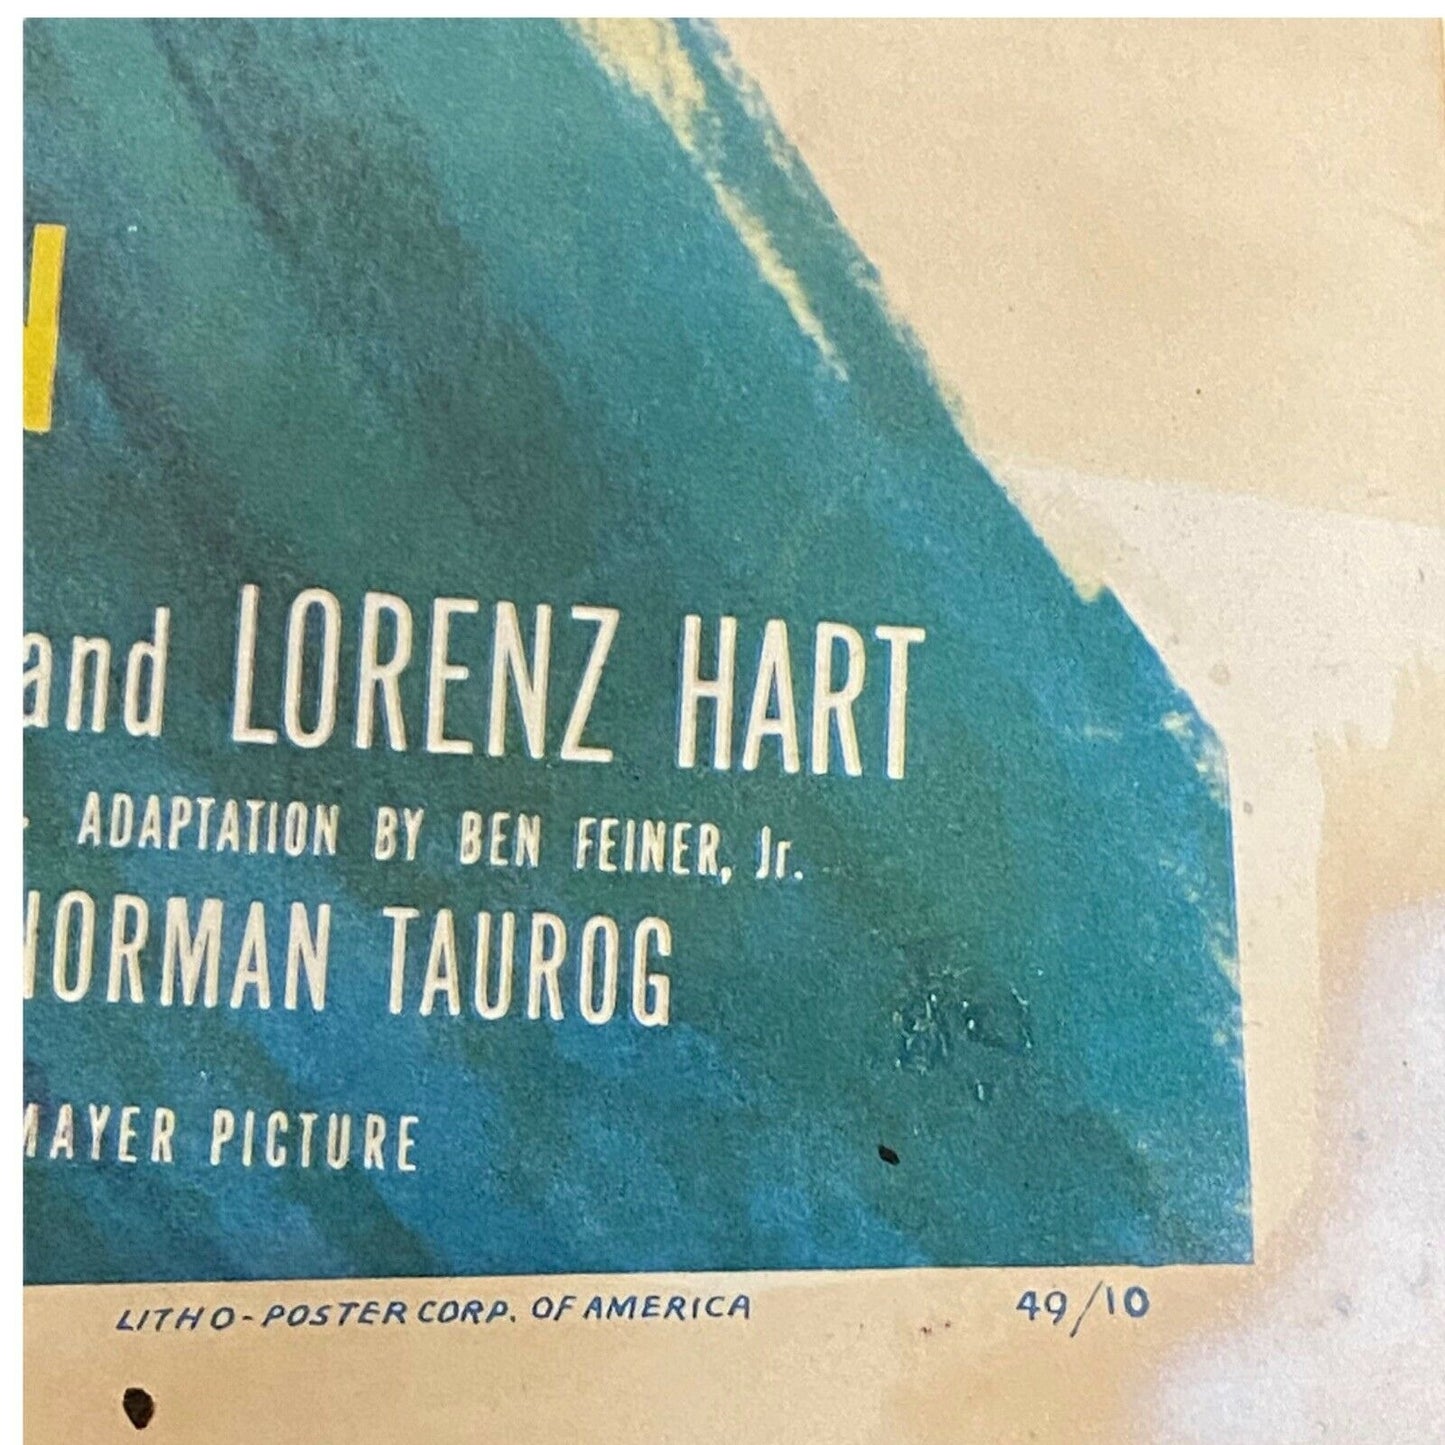 and LORENZ HART
ADAPTATION BY BEN FEINER, Jr.
NORMAN TAUROG
MAYER PICTURE
LITHO-POSTER CORP. OF AMERICA 49/10